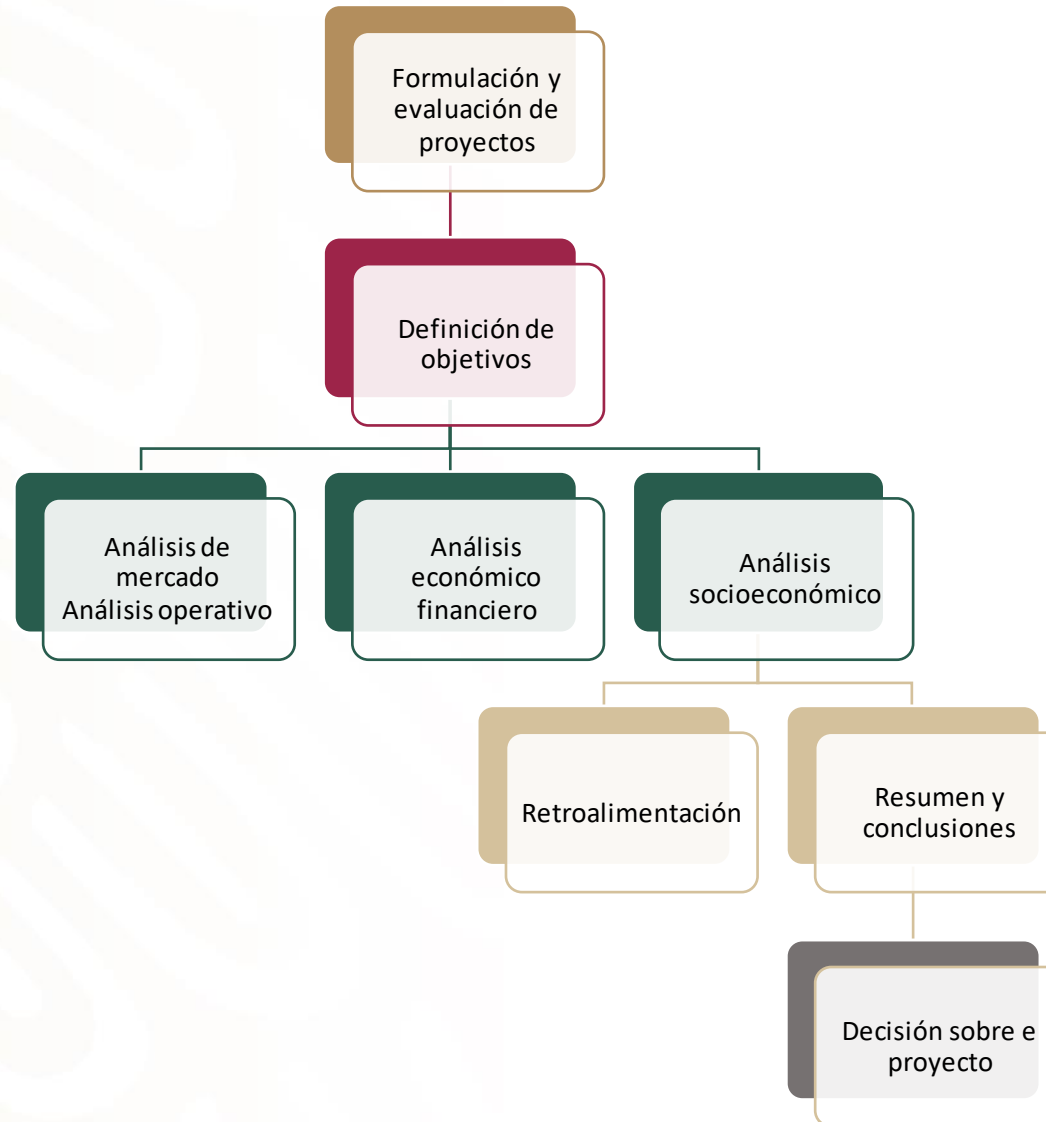 Formulación y
evaluación de
proyectos
Definición de
objetivos
Análisis de
mercado
Análisis operativo
Análisis
económico
financiero
Análisis
socioeconómico
Retroalimentación
Resumen y
conclusiones
Decisión sobre e
proyecto